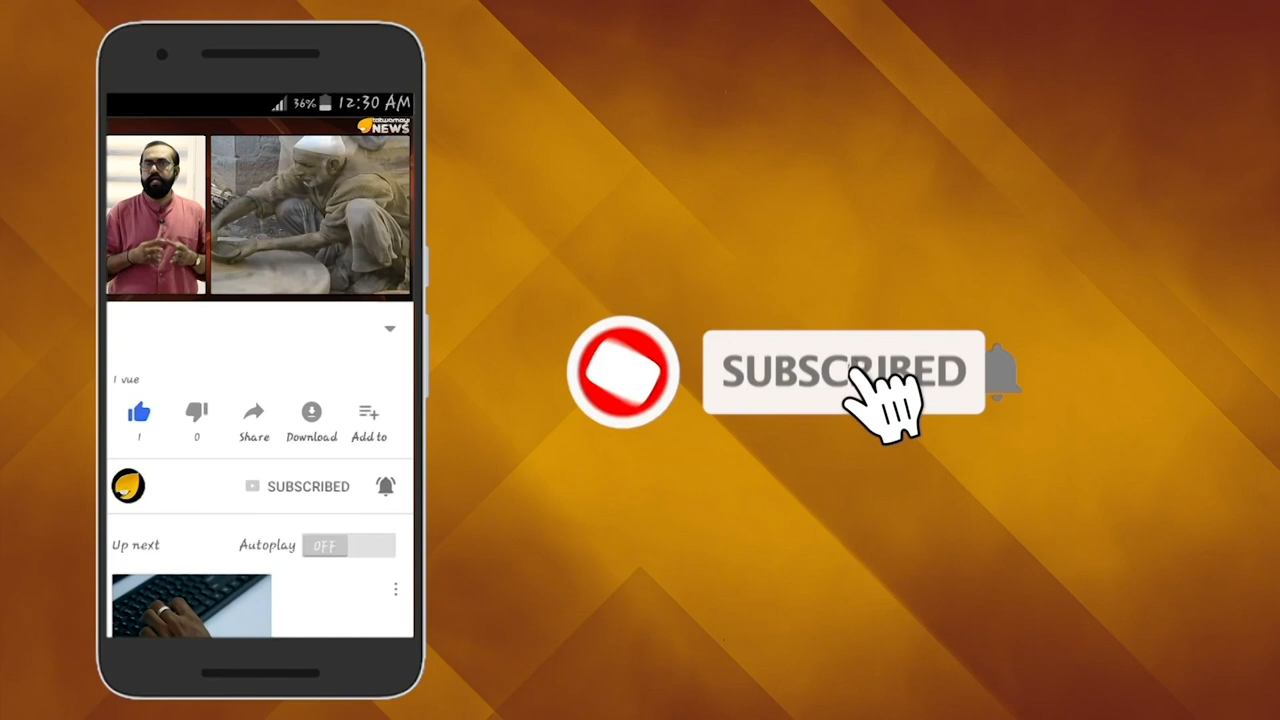 36% 12:30 AM
tatwamayi
NEWS
1 vue
1
0
Share
Download
Add to
SUBSCRIBED
Up next
Autoplay
OFF
SUBSCRIBED